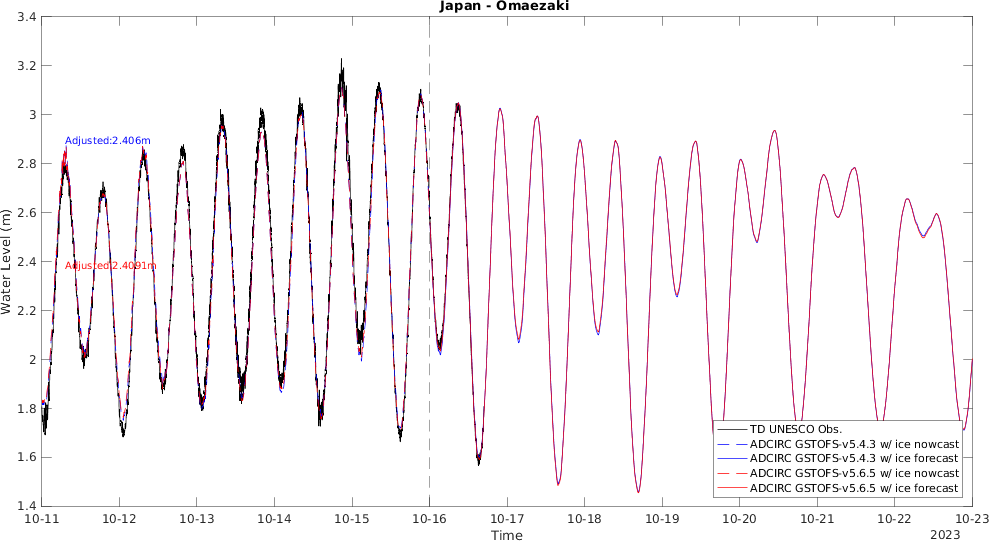 Japan - Omaezaki
3.4
3.2
3
2.8
2.6
2.4
2.2
2
1.8
1.6
1.4
Water Level (m)
Adjusted:2.406m
Adjusted:2.4091m
TD UNESCO Obs.
ADCIRC GSTOFS-v5.4.3 w/ ice nowcast
ADCIRC GSTOFS-v5.4.3 w/ ice forecast
ADCIRC GSTOFS-v5.6.5 w/ ice nowcast
ADCIRC GSTOFS-v5.6.5 w/ ice forecast
10-11 10-12 10-13 10-14 10-15 10-16 10-17 10-18 10-19 10-20 10-21 10-22 10-23
Time
2023